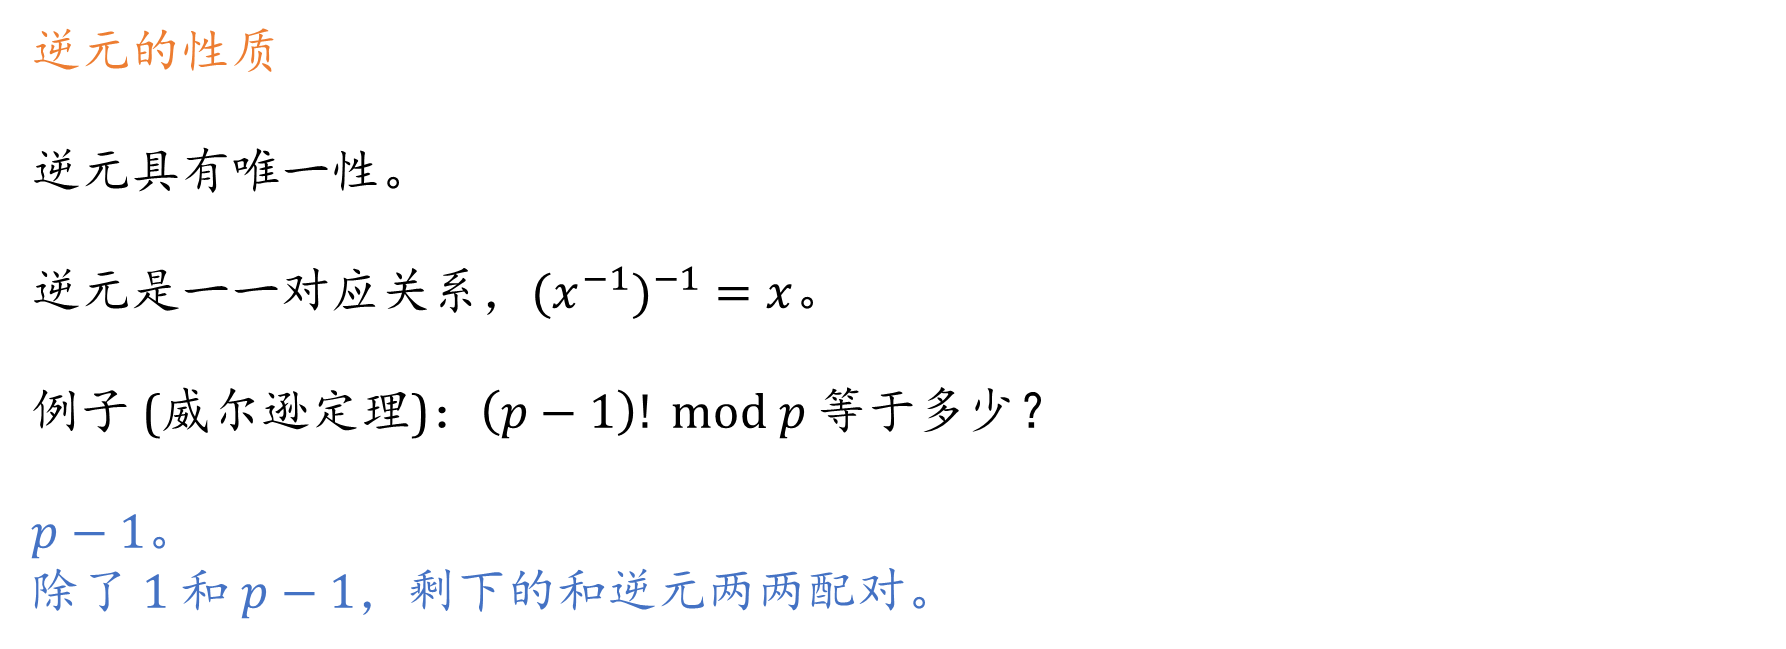 逆元的性质
逆元具有唯一性。
逆元是一一对应关系，$(x^{-1})^{-1} = x$。
例子 (威尔逊定理)：$(p-1)! \mod p$ 等于多少？
$p-1$。
除了 1 和 $p-1$，剩下的和逆元两两配对。